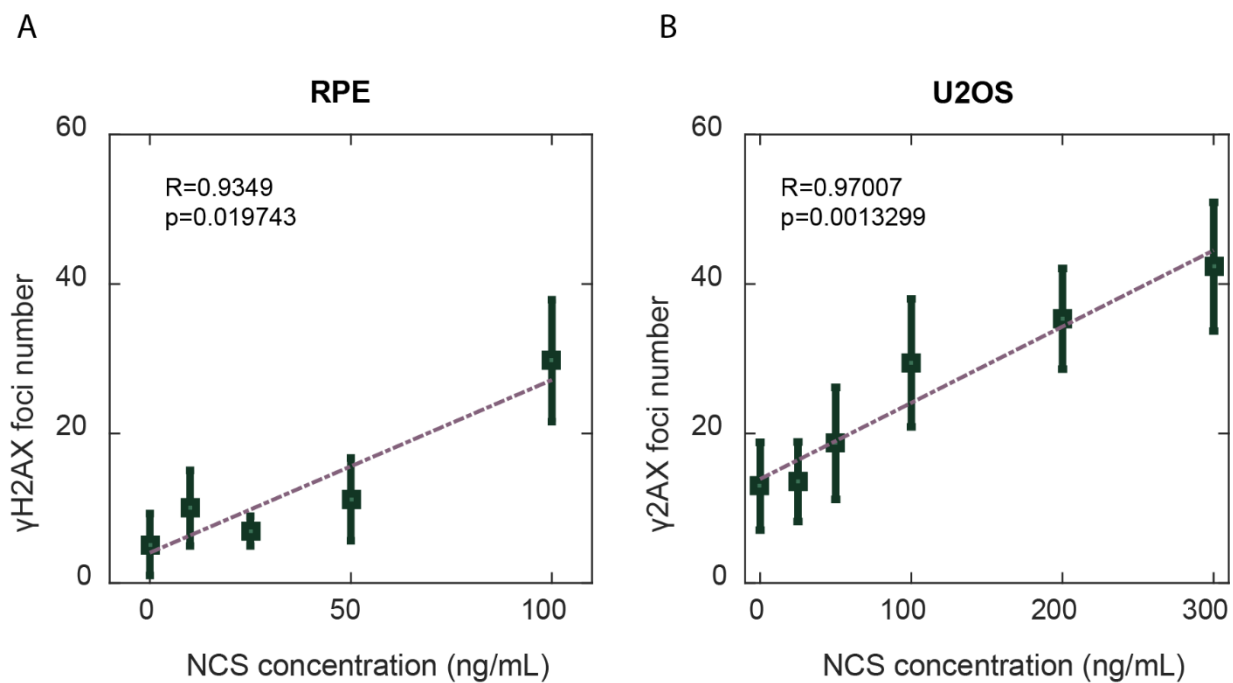 A
RPE
R=0.9349
p=0.019743
60
40
20
0
γH2AX foci number
0 50 100
NCS concentration (ng/mL)
B
U2OS
R=0.97007
p=0.0013299
60
40
20
0
γ2AX foci number
0 100 200 300
NCS concentration (ng/mL)